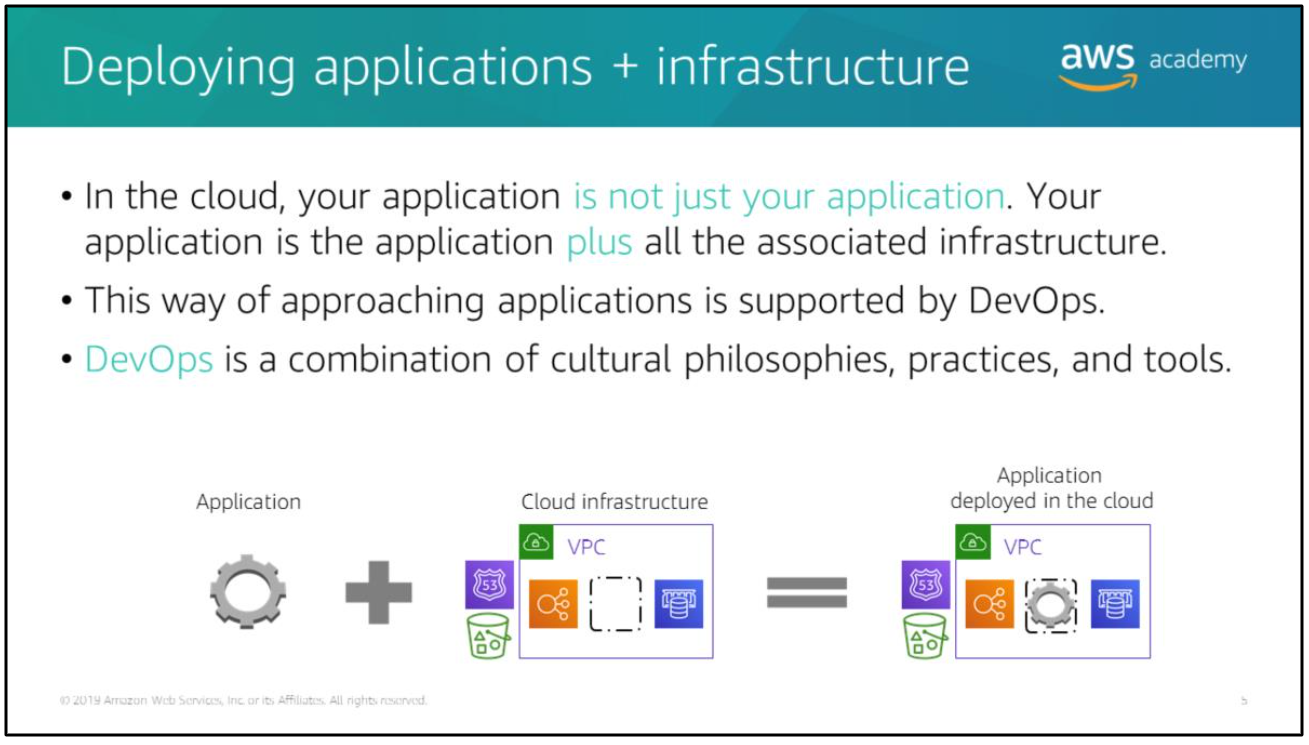 Deploying applications + infrastructure
aws academy
• In the cloud, your application is not just your application. Your
application is the application plus all the associated infrastructure.
• This way of approaching applications is supported by DevOps.
• DevOps is a combination of cultural philosophies, practices, and tools.
Application
Cloud infrastructure
Application
deployed in the cloud
VPC
53
VPC
53
© 2019 Amazon Web Services, Inc. or its Affiliates. All rights reserved.
5